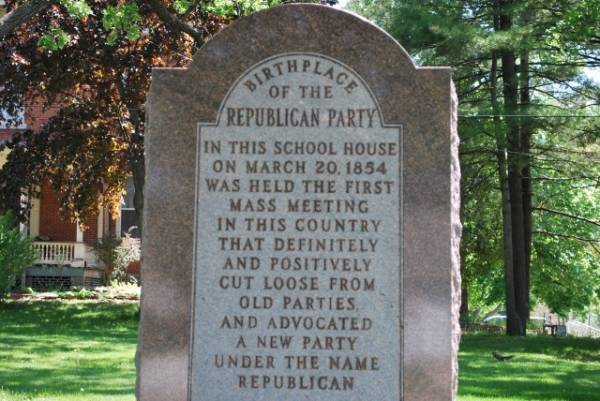 BIRTHPLACE
OF THE
REPUBLICAN PARTY
IN THIS SCHOOL HOUSE
ON MARCH 20, 1854
WAS HELD THE FIRST
MASS MEETING
IN THIS COUNTRY
THAT DEFINITELY
AND POSITIVELY
CUT LOOSE FROM
OLD PARTIES,
AND ADVOCATED
A NEW PARTY
UNDER THE NAME
REPUBLICAN